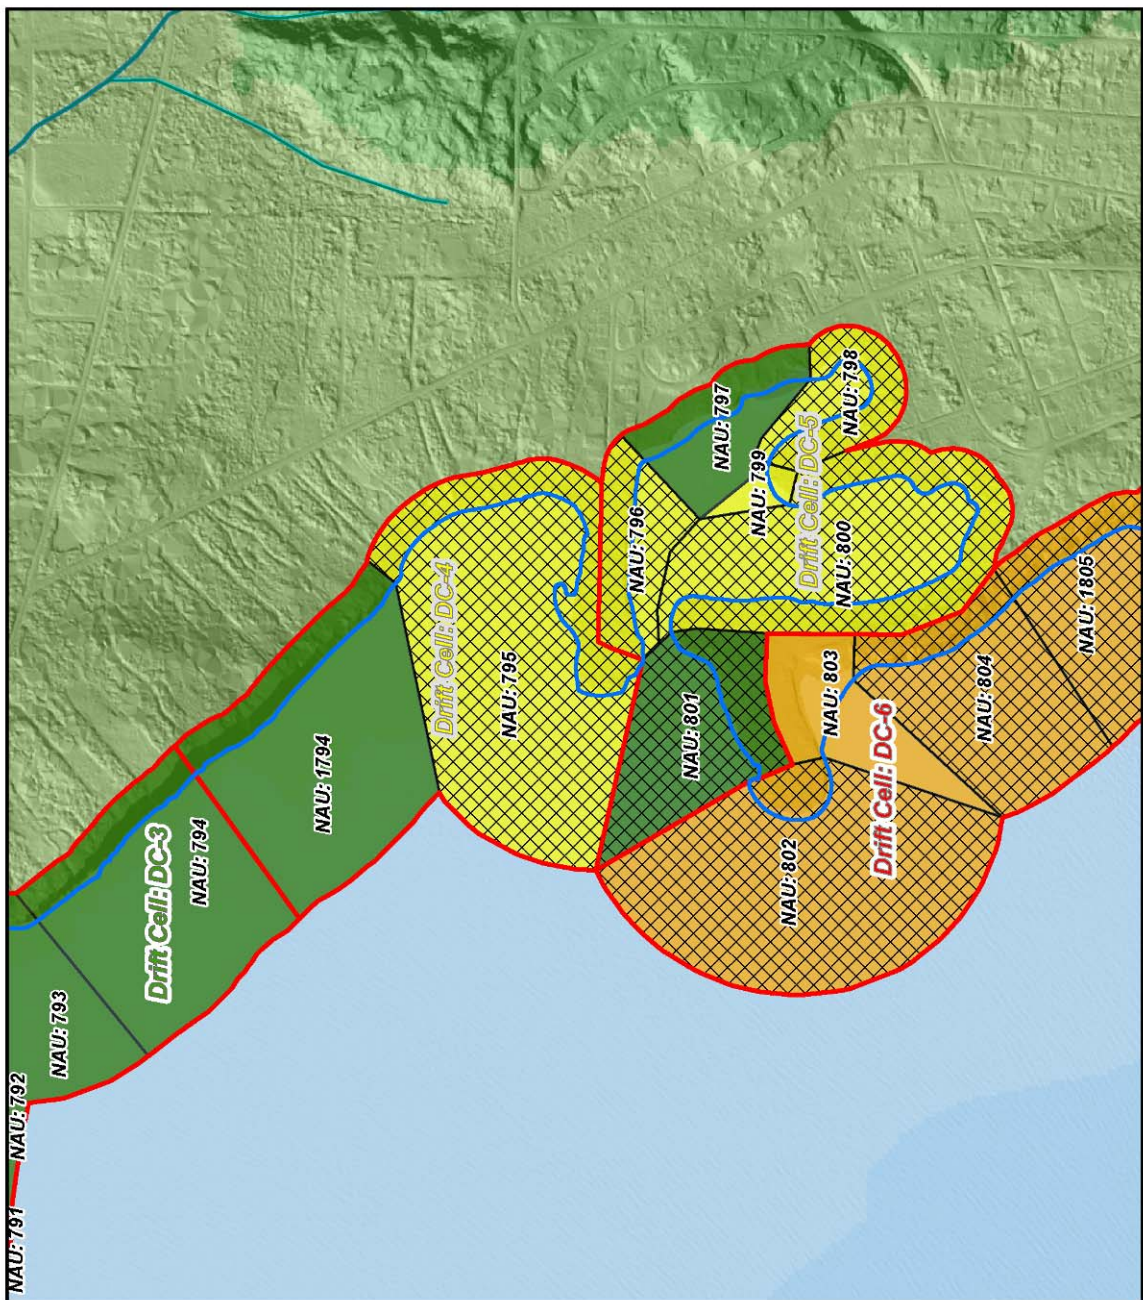 NAU: 791
NAU: 792
NAU: 793
Drift Cell: DC-3
NAU: 794
NAU: 1794
Drift Cell: DC-4
NAU: 795
NAU: 796
NAU: 797
NAU: 798
NAU: 799
Drift Cell: DC-5
NAU: 800
NAU: 801
NAU: 802
NAU: 803
Drift Cell: DC-6
NAU: 804
NAU: 1805